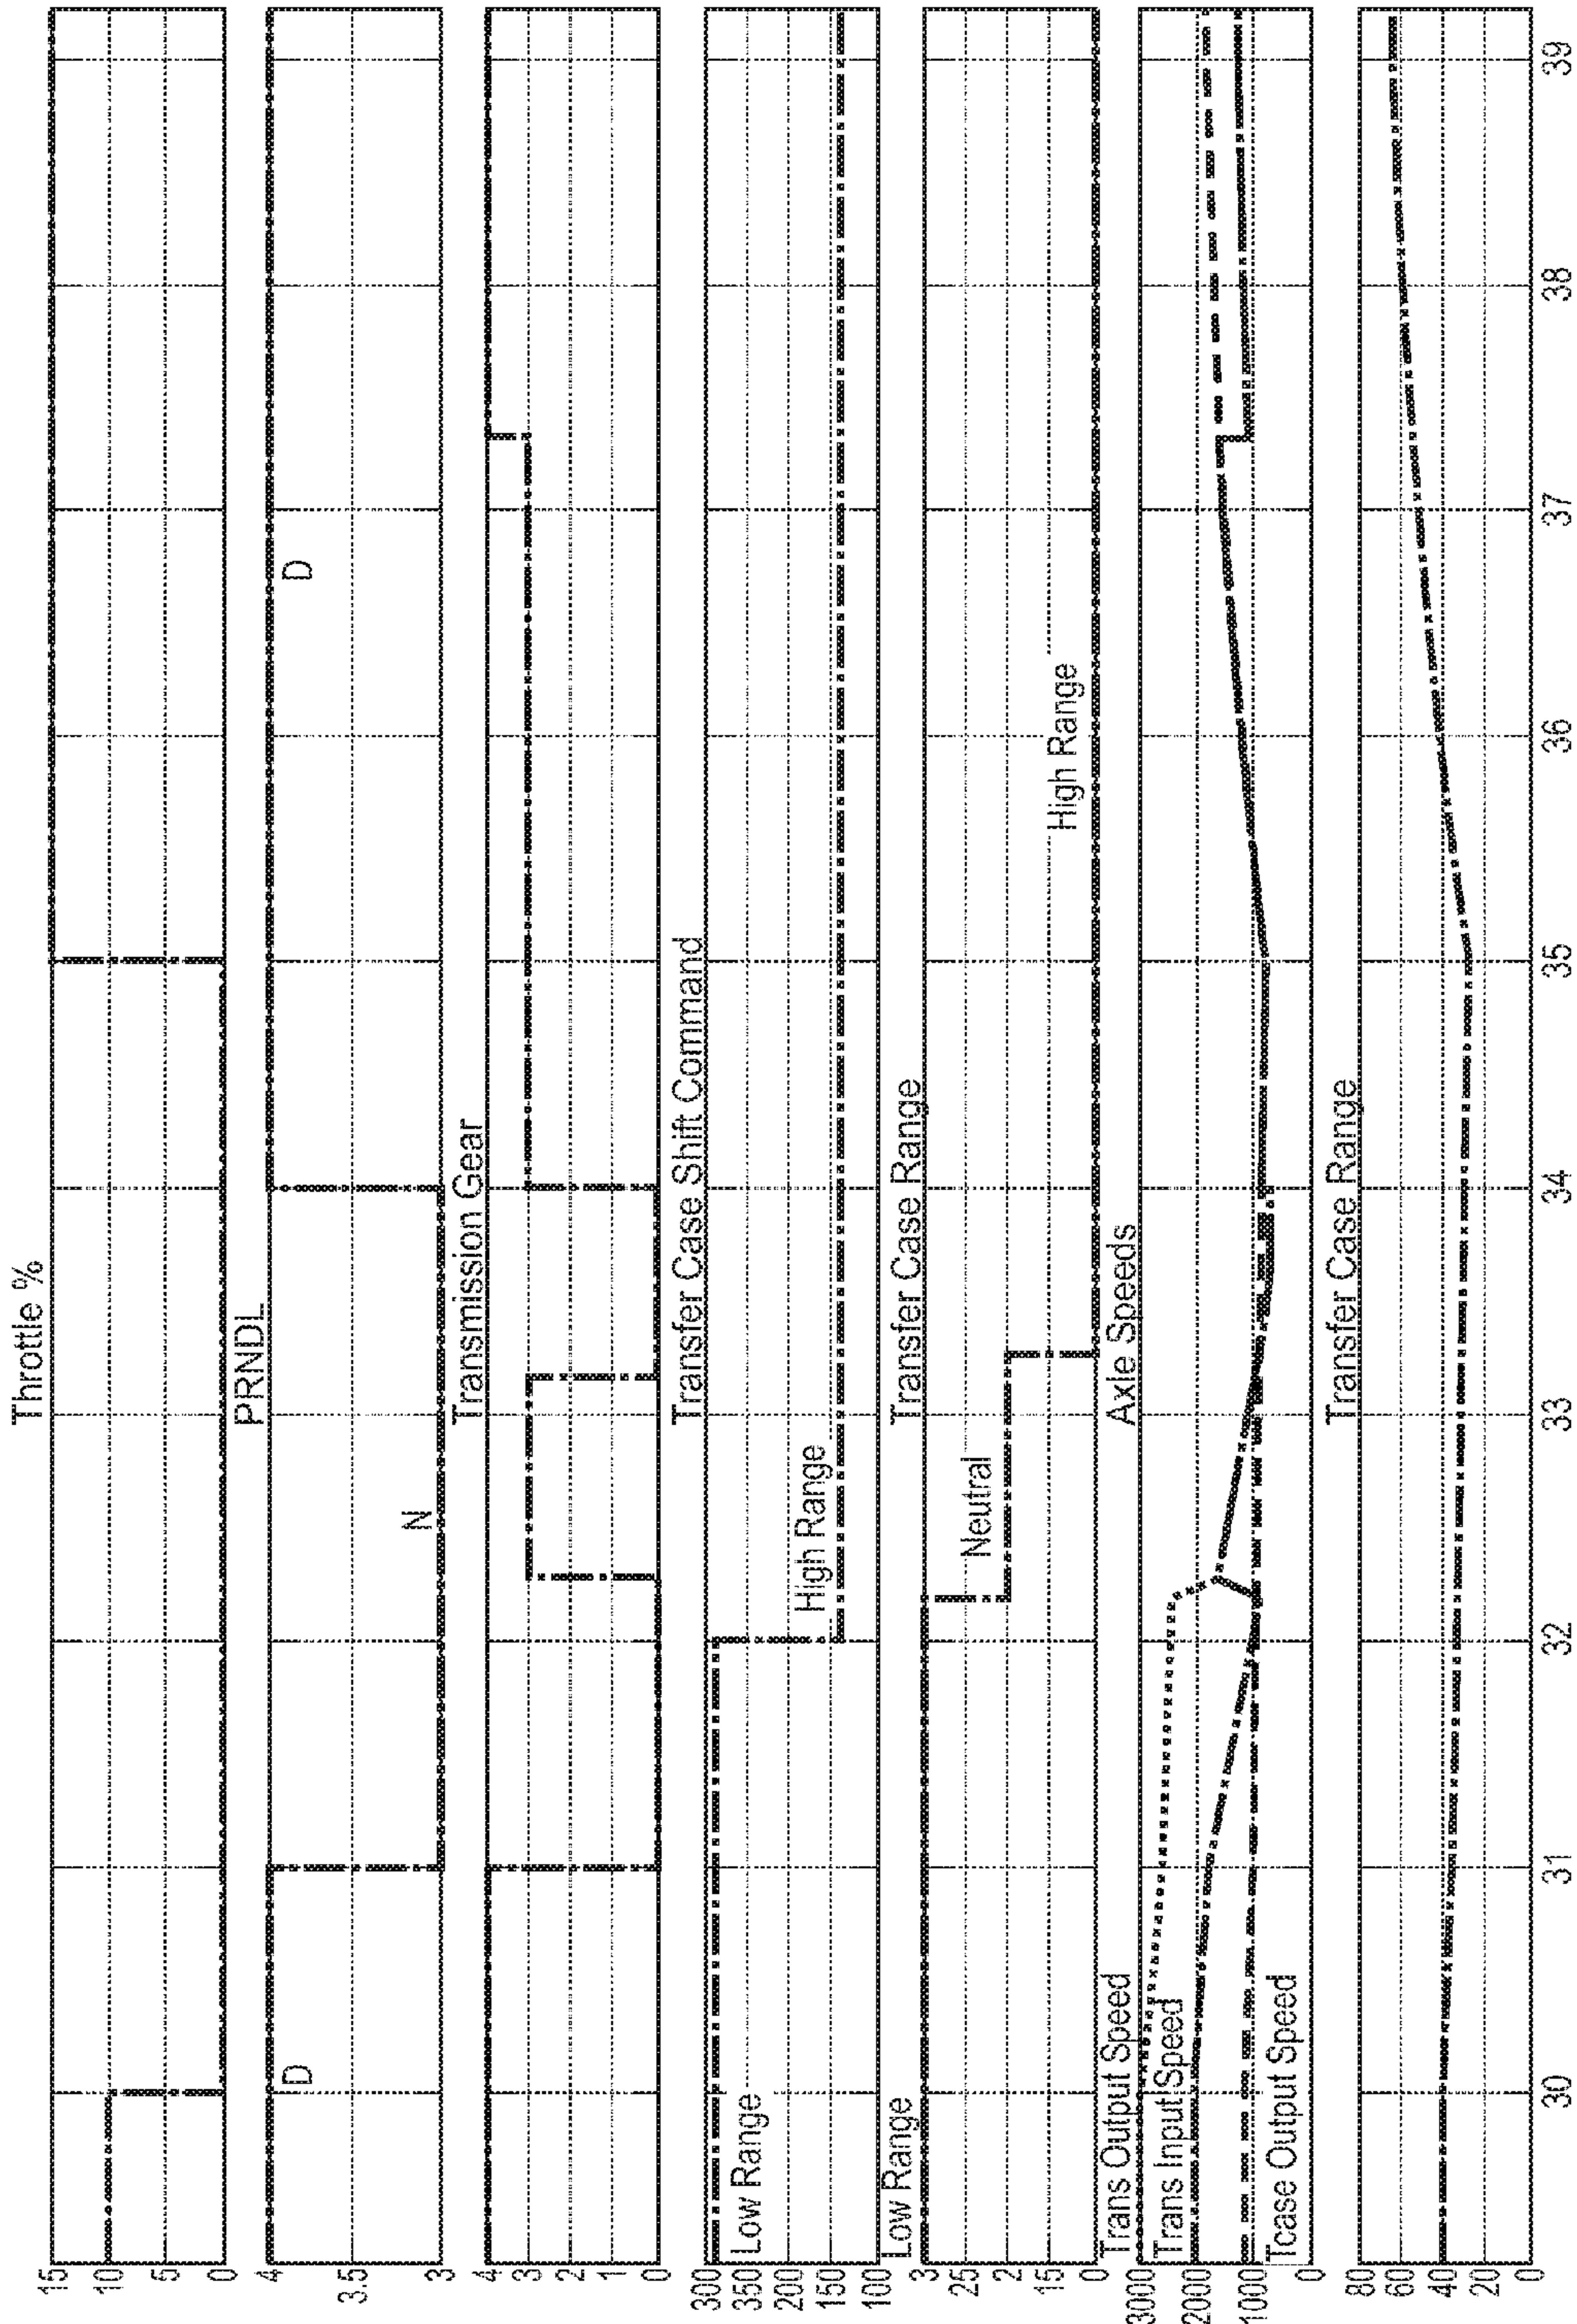 Throttle %
15
10
5
0
PRNDL
4
3.5
3
D
N
D
Transmission Gear
4
3
2
1
0
Transfer Case Shift Command
300
350
200
150
100
Low Range
High Range
Transfer Case Range
3
25
2
15
0
Low Range
Neutral
High Range
Axle Speeds
3000
2000
1000
0
Trans Output Speed
Trans Input Speed
Tcase Output Speed
Transfer Case Range
80
60
40
20
0
30 31 32 33 34 35 36 37 38 39